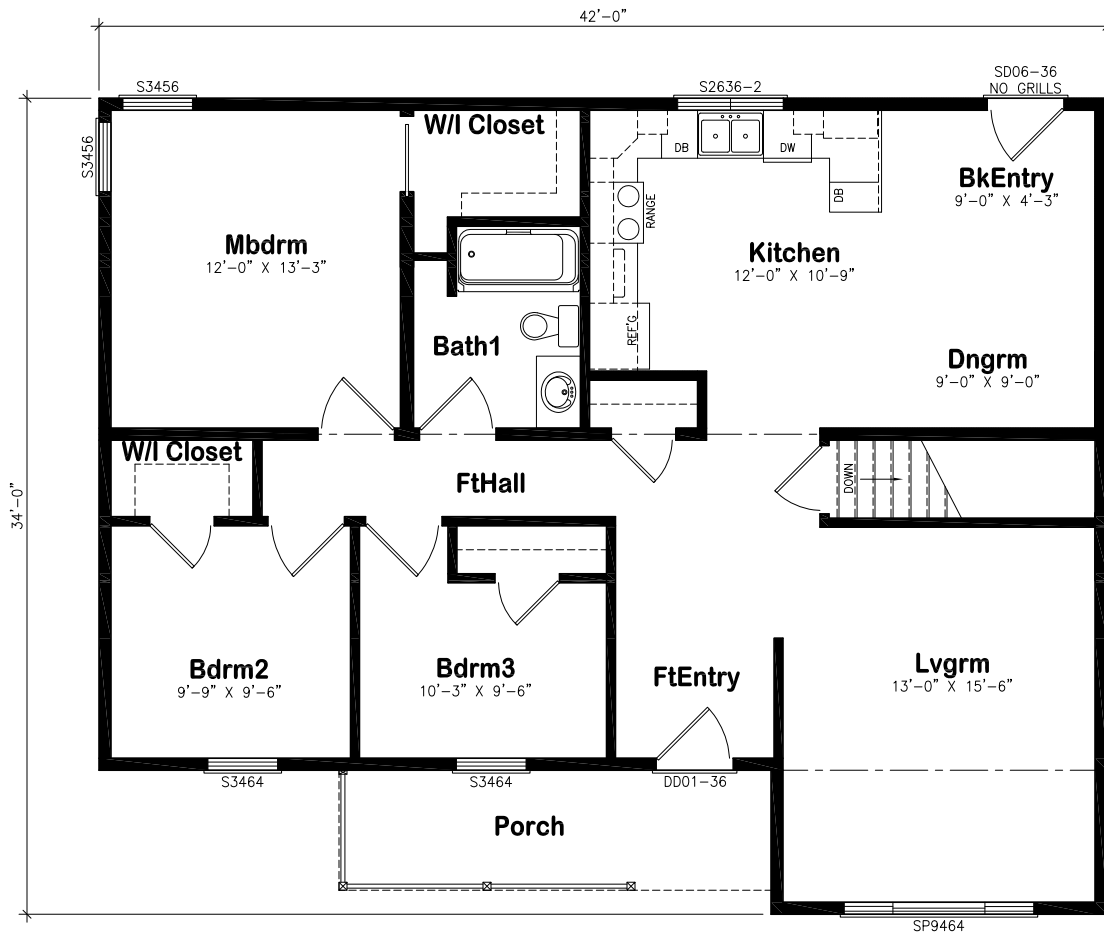 42'-0"
S3456
S2636-2
SD06-36
NO GRILLS
W/I Closet
S3456
DB
DW
BkEntry
9'-0" X 4'-3"
DB
RANGE
Mbdrm
12'-0" X 13'-3"
Kitchen
12'-0" X 10'-9"
REF'G
Bath1
Dngrm
9'-0" X 9'-0"
W/I Closet
FtHall
DOWN
34'-0"
Bdrm2
9'-9" X 9'-6"
Bdrm3
10'-3" X 9'-6"
FtEntry
Lvgrm
13'-0" X 15'-6"
S3464
S3464
DD01-36
Porch
SP9464